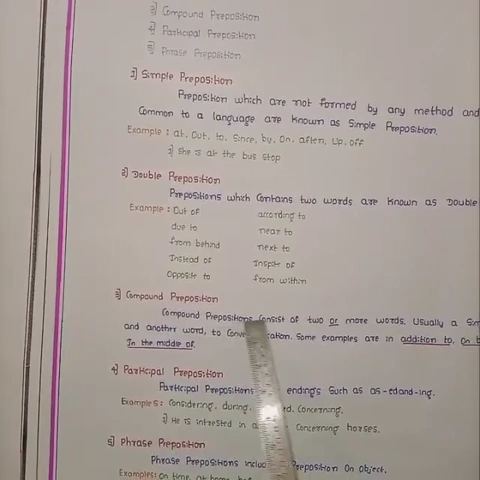 3] Compound Preposition
4] Participal Preposition
5] Phrase Preposition
1] Simple Preposition
Preposition which are not formed by any method and
Common to a language are known as Simple Preposition.
Example : at, Out, to, Since, by, On, after, Up, off
3] She is at the bus stop
2] Double Preposition
Prepositions which Contains two words are known as Double
Example : Out of according to
due to near to
from behind next to
Instead of Inspite of
Opposite to from within
3] Compound Preposition
Compound Prepositions Consist of two or more words. Usually a
and another word, to Some examples are in addition to,
In the middle of.
4] Participal Preposition
Participal Prepositions endings Such as as -ed and -ing.
Examples: Considering, during, Concerning.
He is intrested in Concerning horses.
5] Phrase Preposition
Phrase Prepositions Preposition On Object.
Examples: On time, at home,